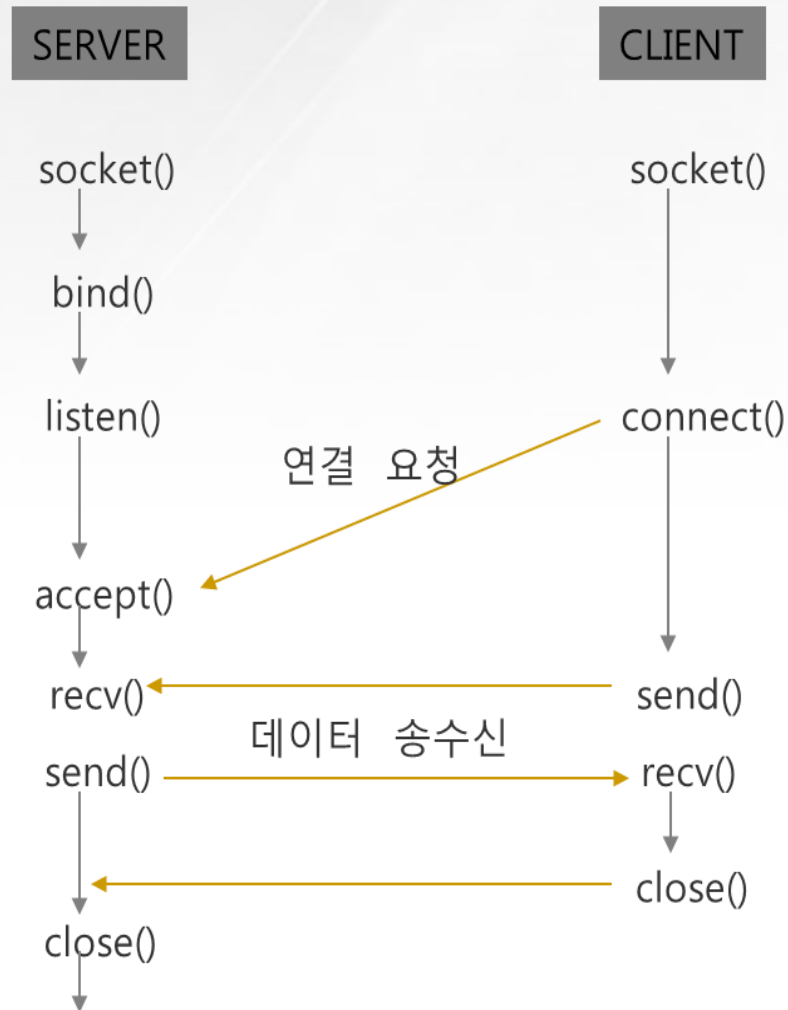 SERVER CLIENT
socket() socket()
bind()
listen() connect()
연결 요청
accept()
recv() send()
데이터 송수신
send() recv()
close()
close()